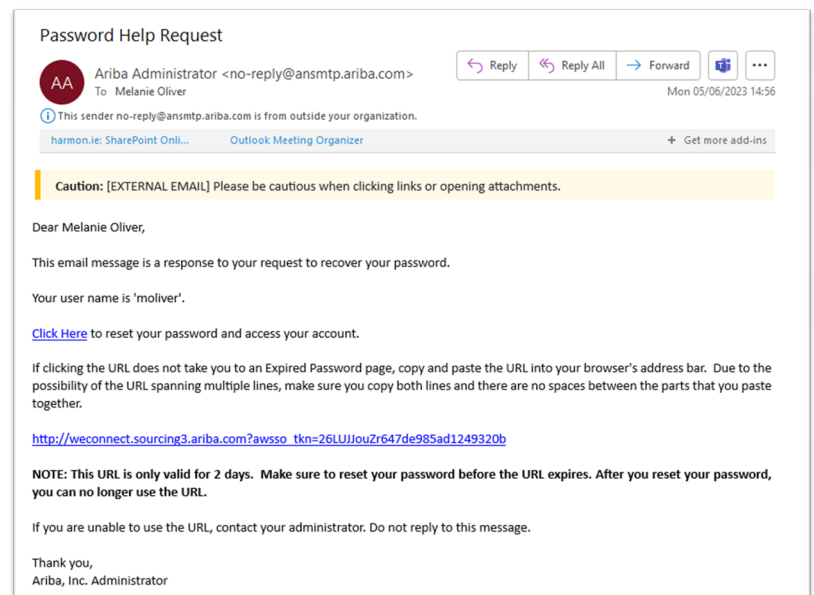 Password Help Request
AA
Ariba Administrator <no-reply@ansmtp.ariba.com>
To Melanie Oliver
Reply
Reply All
Forward
Mon 05/06/2023 14:56
This sender no-reply@ansmtp.ariba.com is from outside your organization.
harmon.ie: SharePoint Onli... Outlook Meeting Organizer + Get more add-ins
Caution: [EXTERNAL EMAIL] Please be cautious when clicking links or opening attachments.
Dear Melanie Oliver,
This email message is a response to your request to recover your password.
Your user name is 'moliver'.
Click Here to reset your password and access your account.
If clicking the URL does not take you to an Expired Password page, copy and paste the URL into your browser's address bar. Due to the
possibility of the URL spanning multiple lines, make sure you copy both lines and there are no spaces between the parts that you paste
together.
http://weconnect.sourcing3.ariba.com?awsso_tkn=26LUJJouZr647de985ad1249320b
NOTE: This URL is only valid for 2 days. Make sure to reset your password before the URL expires. After you reset your password,
you can no longer use the URL.
If you are unable to use the URL, contact your administrator. Do not reply to this message.
Thank you,
Ariba, Inc. Administrator